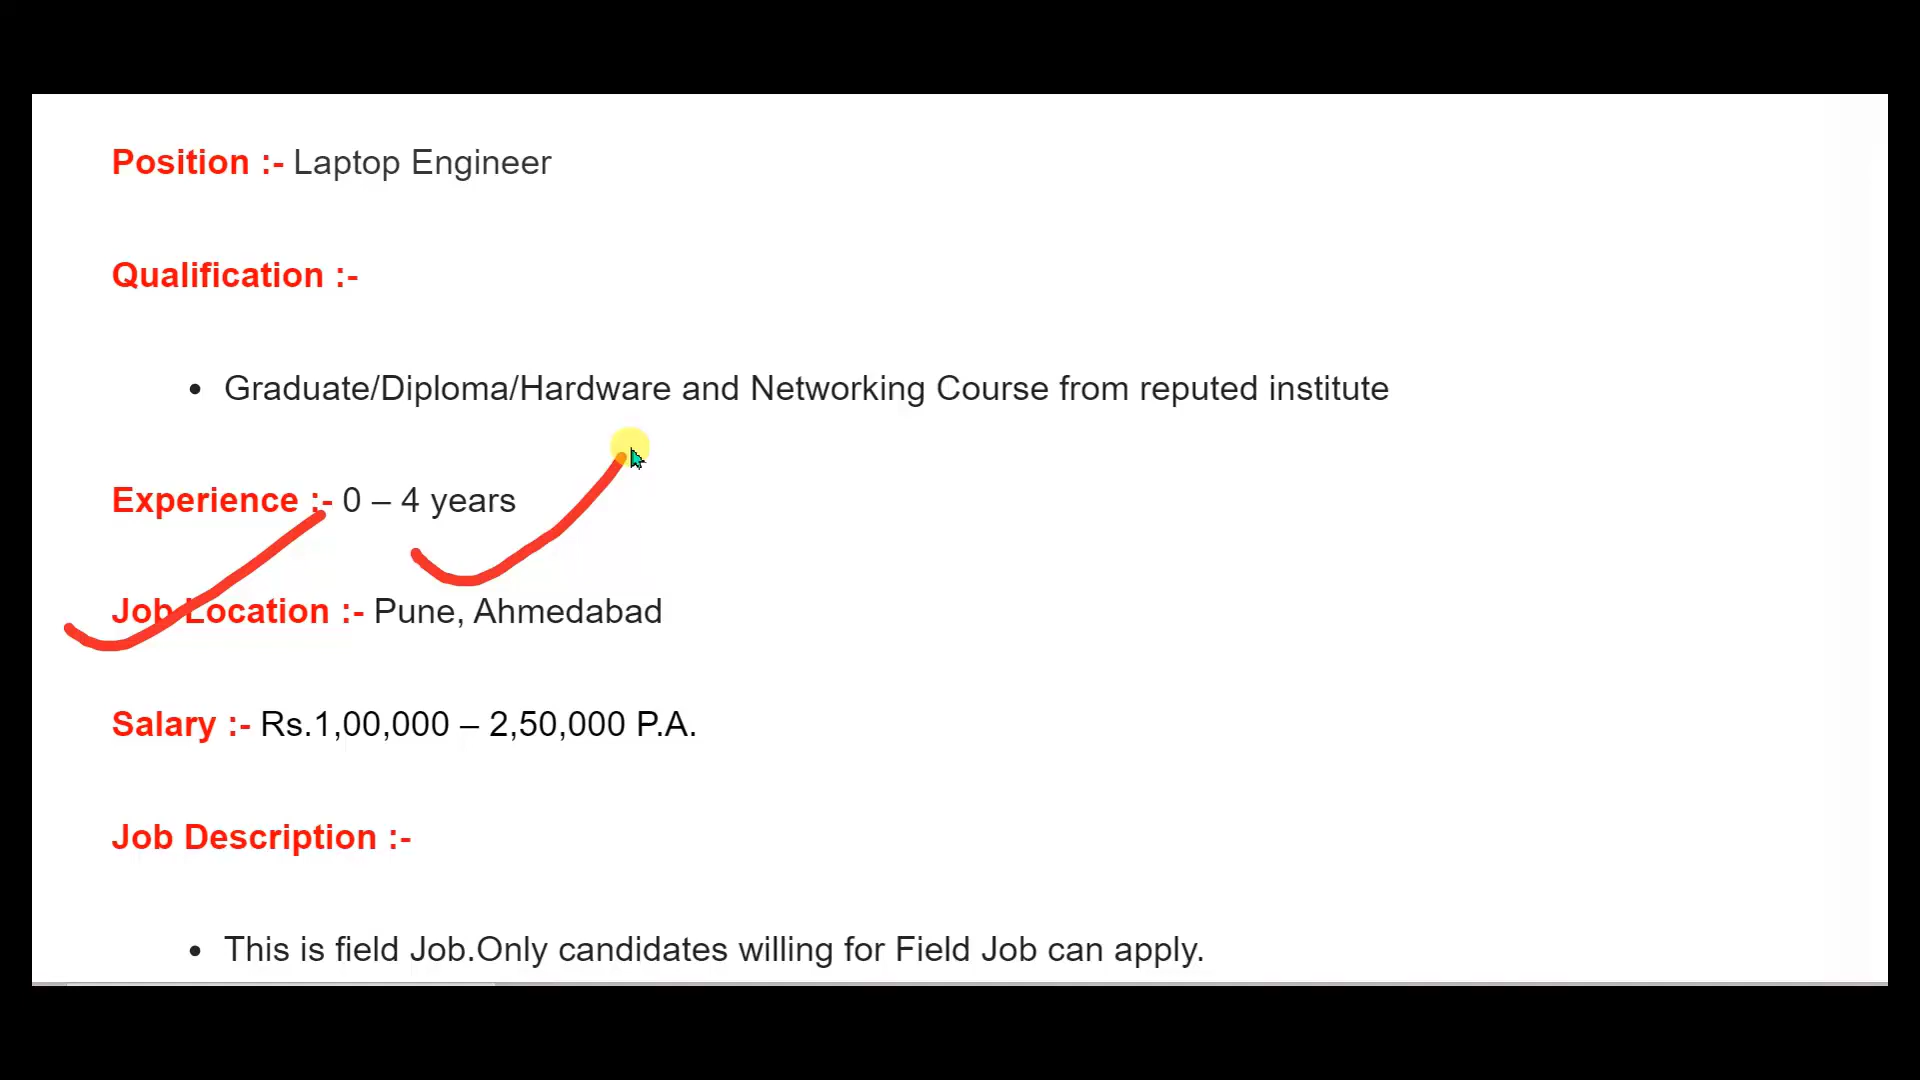 Position :- Laptop Engineer
Qualification :-
• Graduate/Diploma/Hardware and Networking Course from reputed institute
Experience :- 0 – 4 years
Job Location :- Pune, Ahmedabad
Salary :- Rs.1,00,000 – 2,50,000 P.A.
Job Description :-
• This is field Job.Only candidates willing for Field Job can apply.